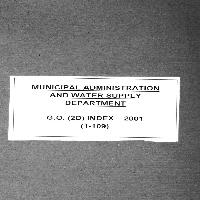 MUNICIPAL ADMINISTRATION
AND WATER SUPPLY
DEPARTMENT
G.O. (2D) INDEX - 2001
(1-109)